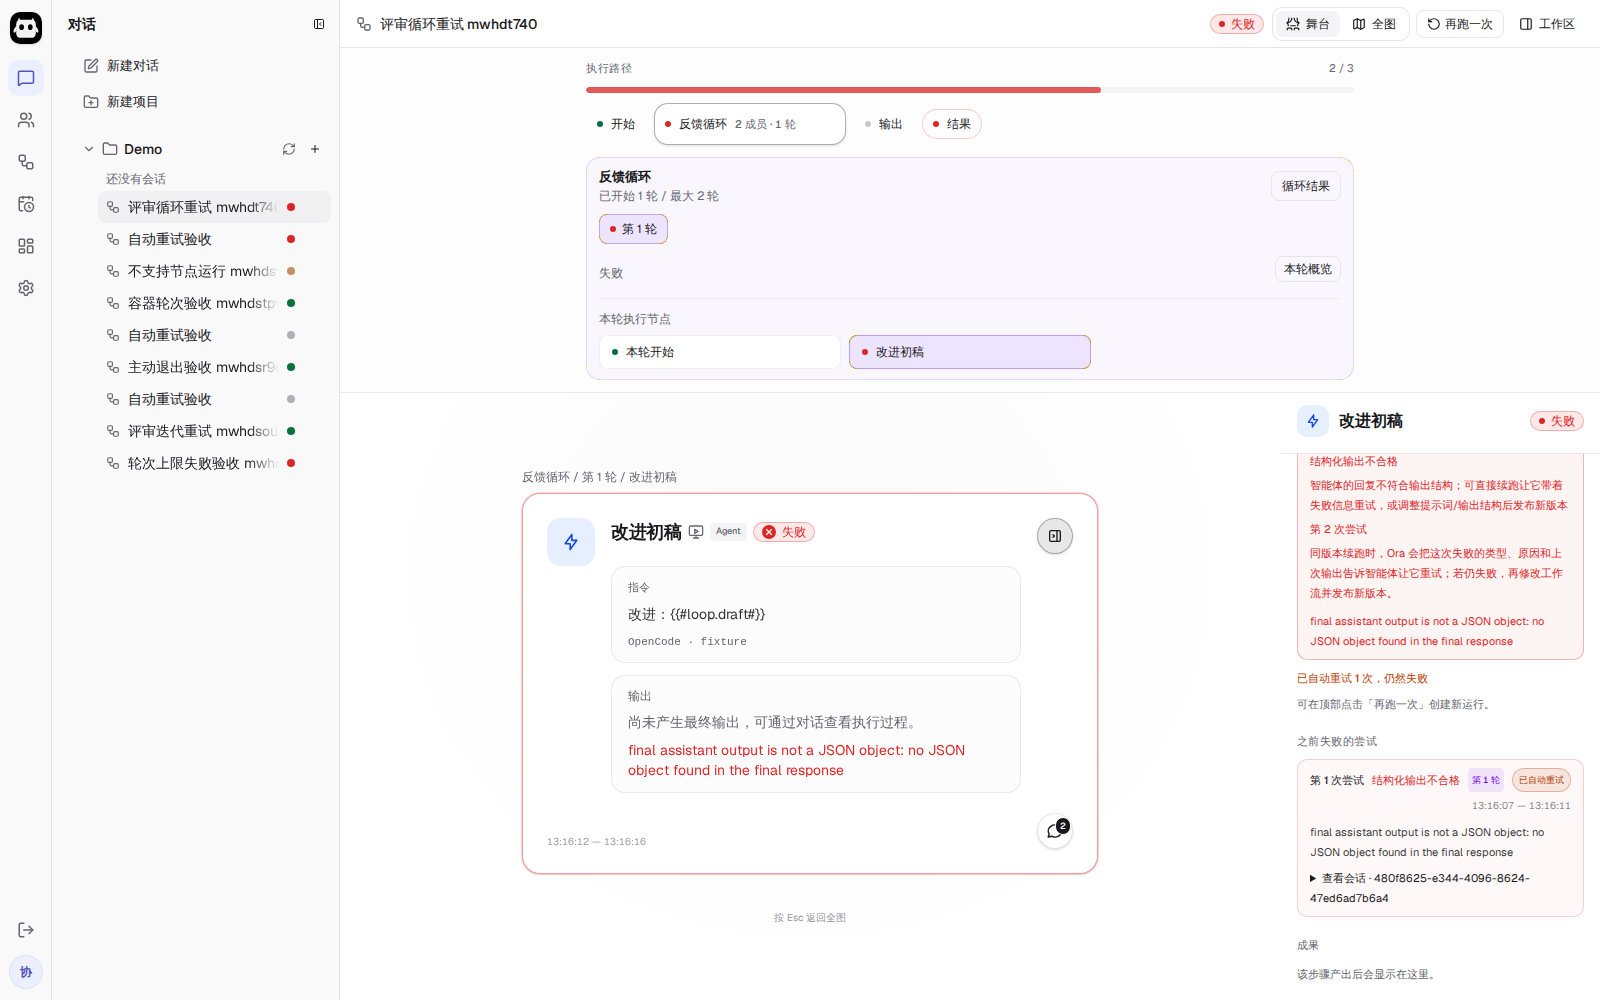 对话
新建对话
新建项目
Demo
还没有会话
评审循环重试 mwhdt74
自动重试验收
不支持节点运行 mwhds
容器轮次验收 mwhdstp
自动重试验收
主动退出验收 mwhdsr9
自动重试验收
评审迭代重试 mwhdsou
轮次上限失败验收 mwh
协
评审循环重试 mwhdt740
失败
舞台
全图
再跑一次
工作区
执行路径
2 / 3
开始
反馈循环 2 成员 · 1 轮
输出
结果
反馈循环
已开始 1 轮 / 最大 2 轮
循环结果
第 1 轮
失败
本轮概览
本轮执行节点
本轮开始
改进初稿
反馈循环 / 第 1 轮 / 改进初稿
改进初稿
Agent
失败
指令
改进：{{#loop.draft#}}
OpenCode · fixture
输出
尚未产生最终输出，可通过对话查看执行过程。
final assistant output is not a JSON object: no JSON
object found in the final response
13:16:12 — 13:16:16
2
按 Esc 返回全图
改进初稿
失败
结构化输出不合格
智能体的回复不符合输出结构；可直接续跑让它带着
失败信息重试，或调整提示词/输出结构后发布新版本
第 2 次尝试
同版本续跑时，Ora 会把这次失败的类型、原因和上
次输出告诉智能体让它重试；若仍失败，再修改工作
流并发布新版本。
final assistant output is not a JSON object: no
JSON object found in the final response
已自动重试 1 次，仍然失败
可在顶部点击「再跑一次」创建新运行。
之前失败的尝试
第 1 次尝试 结构化输出不合格 第 1 轮 已自动重试
13:16:07 — 13:16:11
final assistant output is not a JSON object: no
JSON object found in the final response
查看会话 · 480f8625-e344-4096-8624-
47ed6ad7b6a4
成果
该步骤产出后会显示在这里。